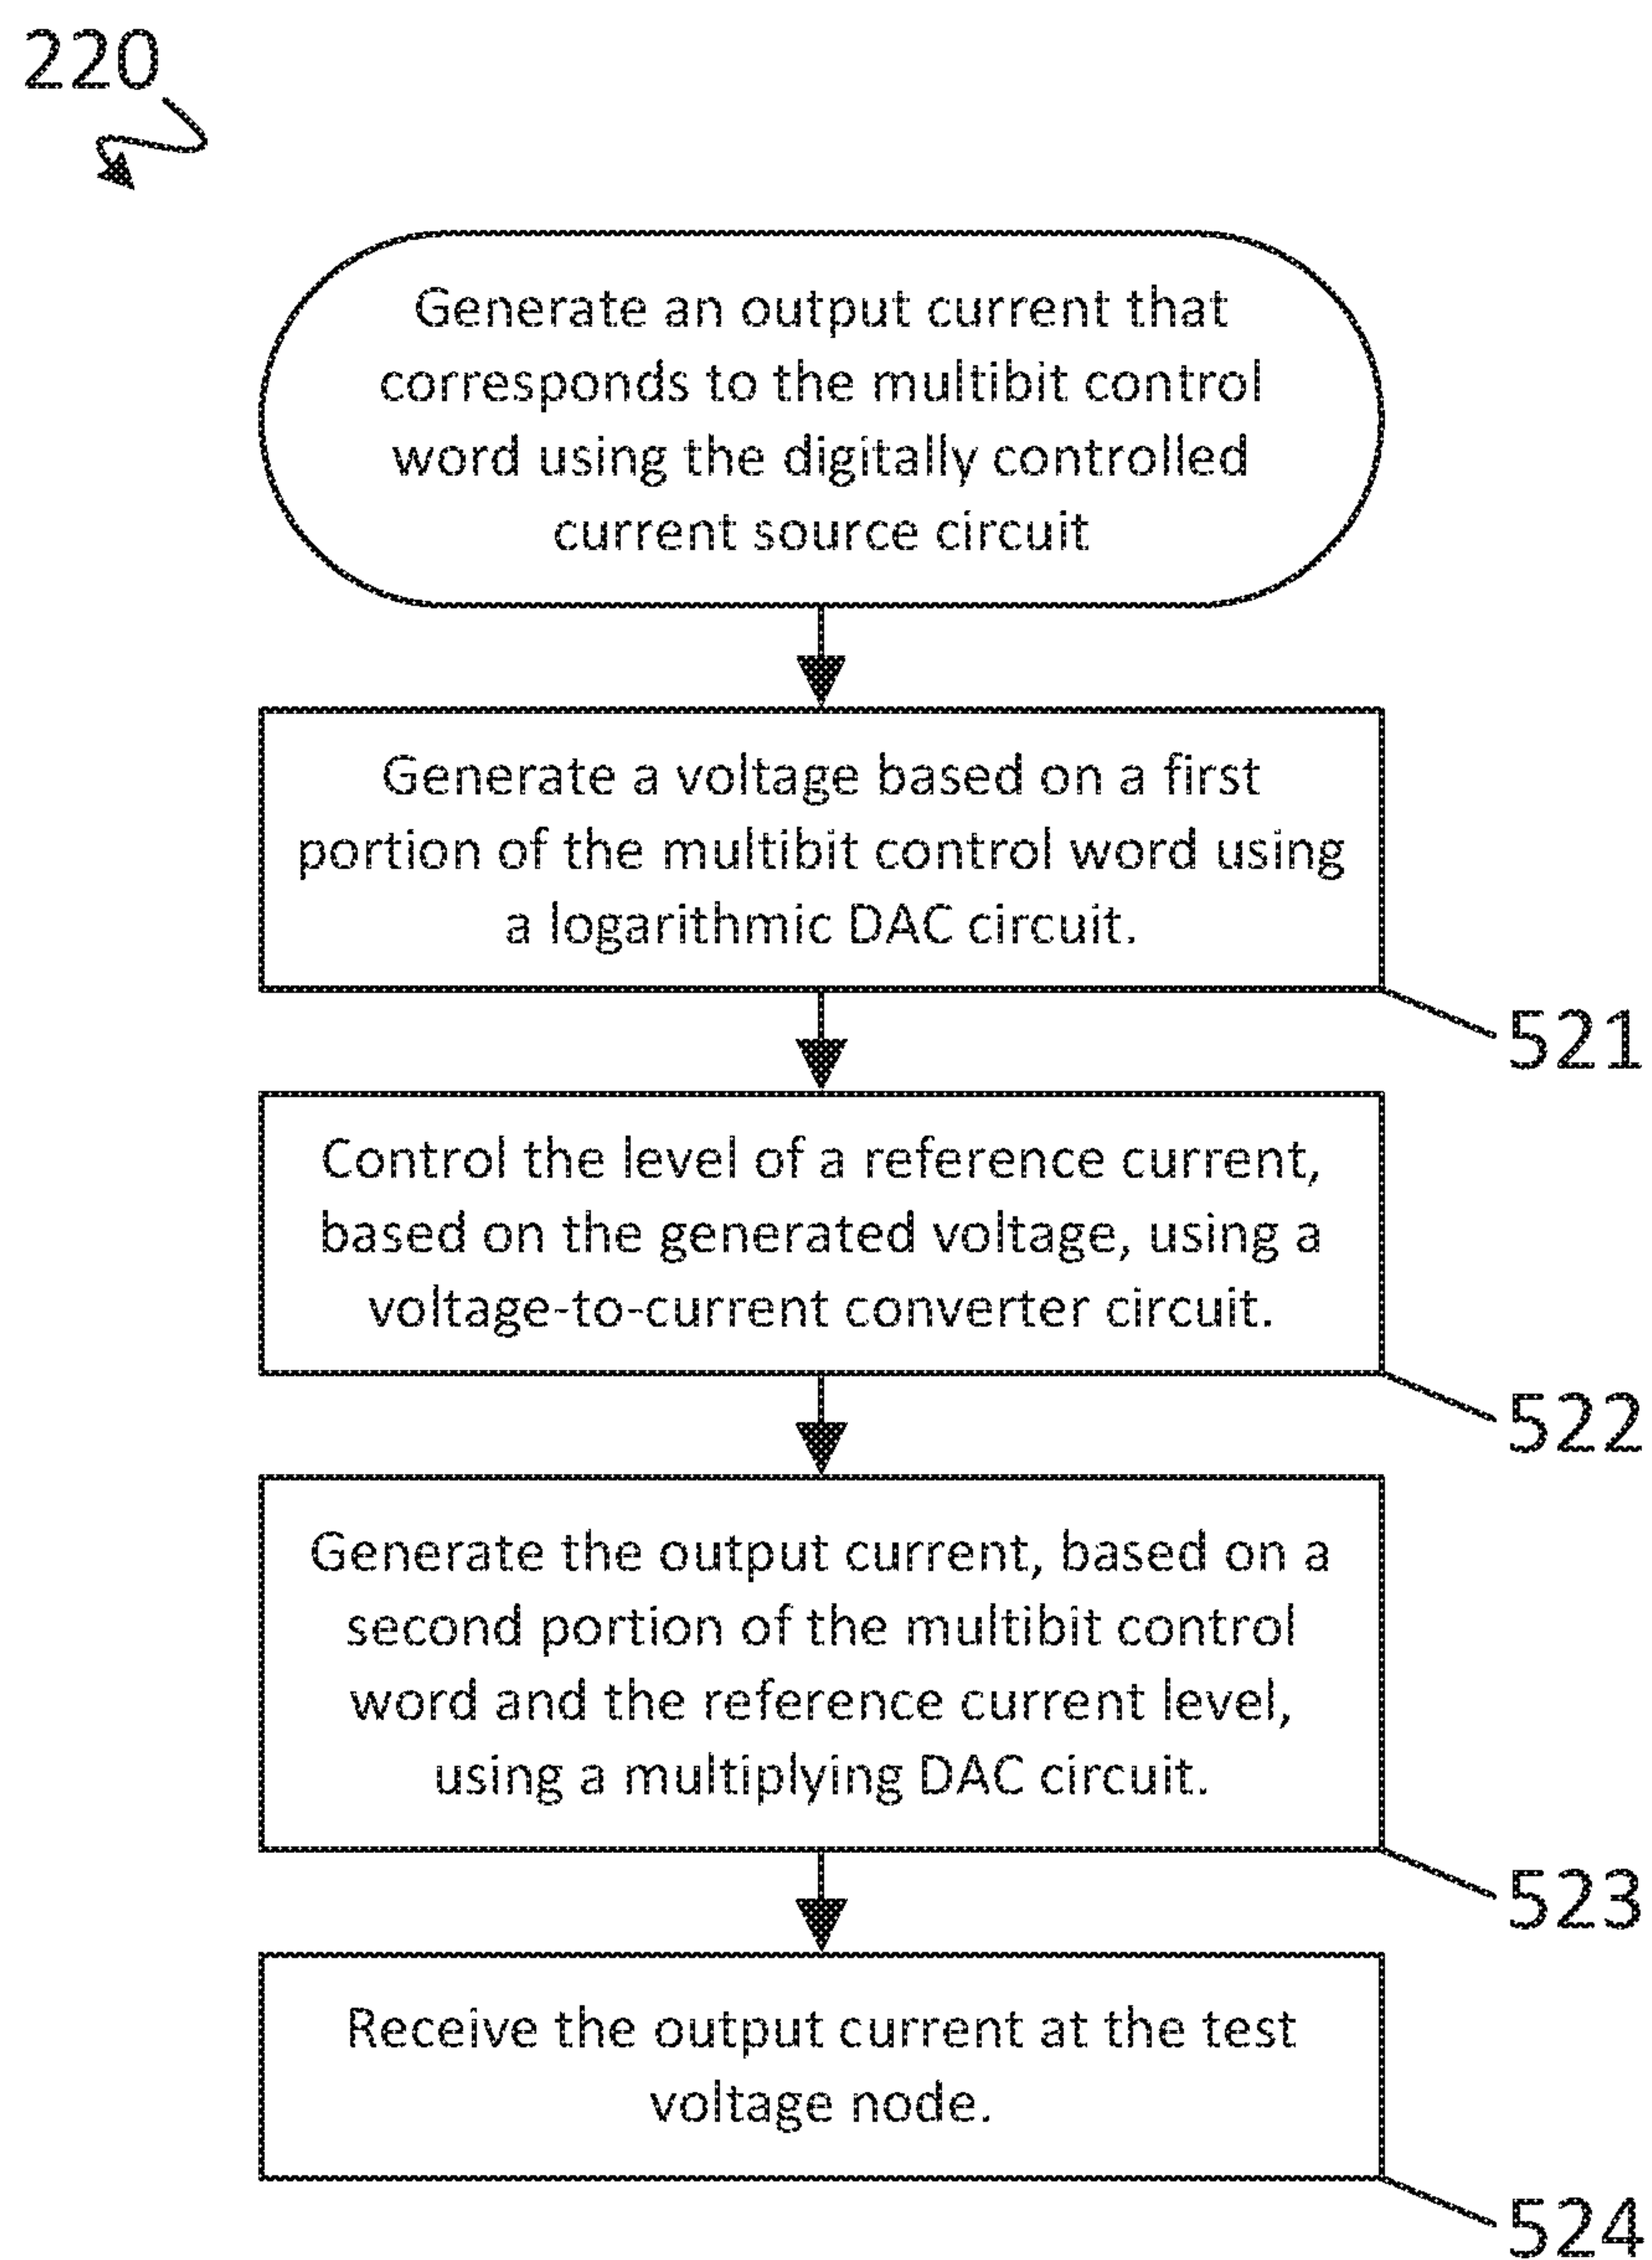 220
Generate an output current that
corresponds to the multibit control
word using the digitally controlled
current source circuit
Generate a voltage based on a first
portion of the multibit control word using
a logarithmic DAC circuit.
521
Control the level of a reference current,
based on the generated voltage, using a
voltage-to-current converter circuit.
522
Generate the output current, based on a
second portion of the multibit control
word and the reference current level,
using a multiplying DAC circuit.
523
Receive the output current at the test
voltage node.
524